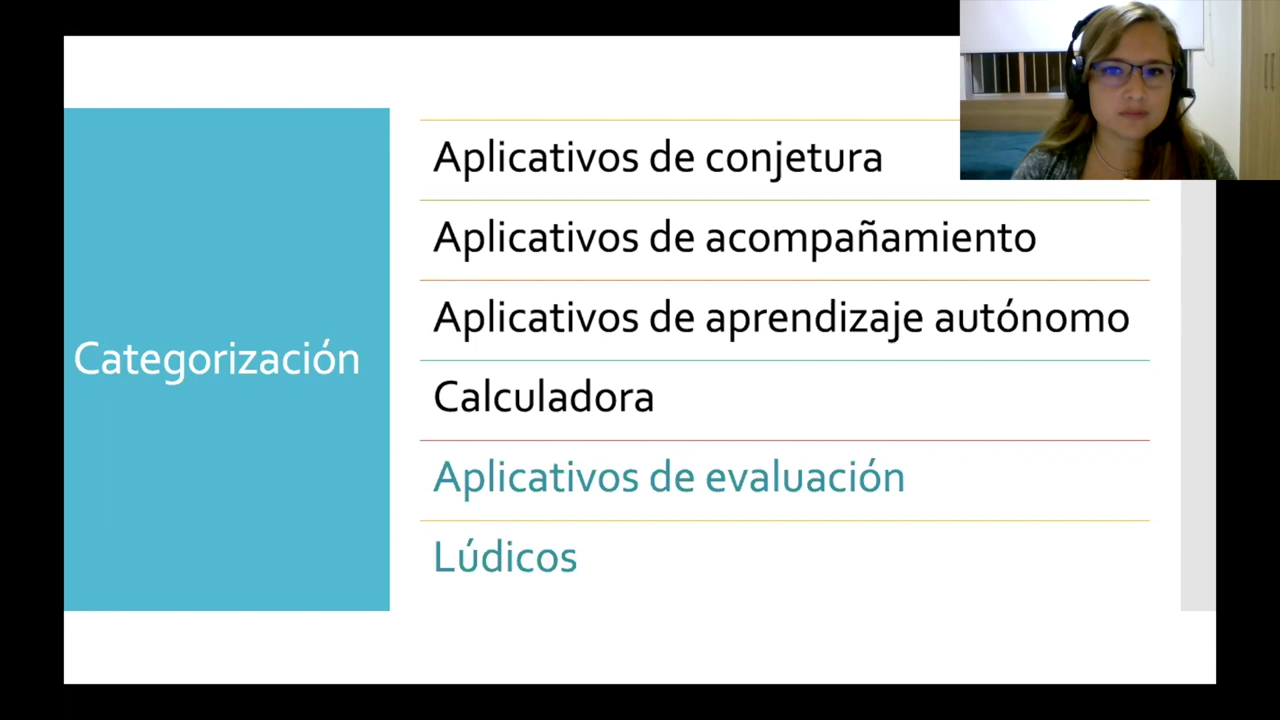 Categorización
Aplicativos de conjetura
Aplicativos de acompañamiento
Aplicativos de aprendizaje autónomo
Calculadora
Aplicativos de evaluación
Lúdicos